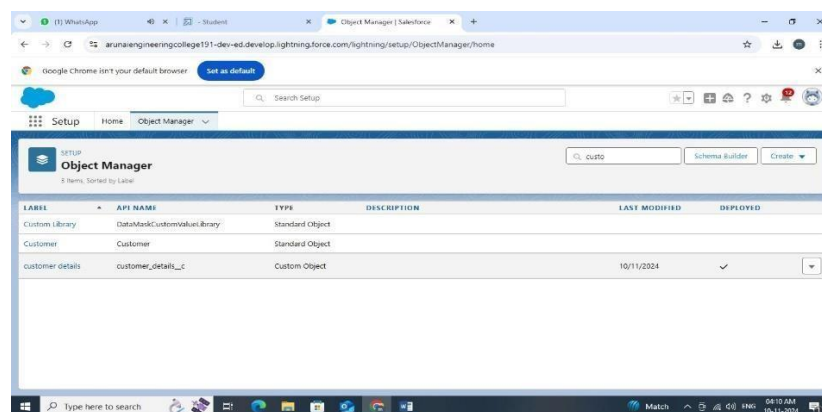 (1) WhatsApp
- Student
Object Manager | Salesforce
arunaiengineeringcollege191-dev-ed.develop.lightning.force.com/lightning/setup/ObjectManager/home
Google Chrome isn't your default browser Set as default
Search Setup
12
Setup Home Object Manager
SETUP
Object Manager
Items, Sorted by Label
custo
Schema Builder
Create
LABEL API NAME TYPE DESCRIPTION LAST MODIFIED DEPLOYED
Custom Library DataMaskCustomValueLibrary Standard Object
Customer Customer Standard Object
customer details customer_details__c Custom Object 10/11/2024
Type here to search
Match
ENG
04:10 AM
10-11-2024